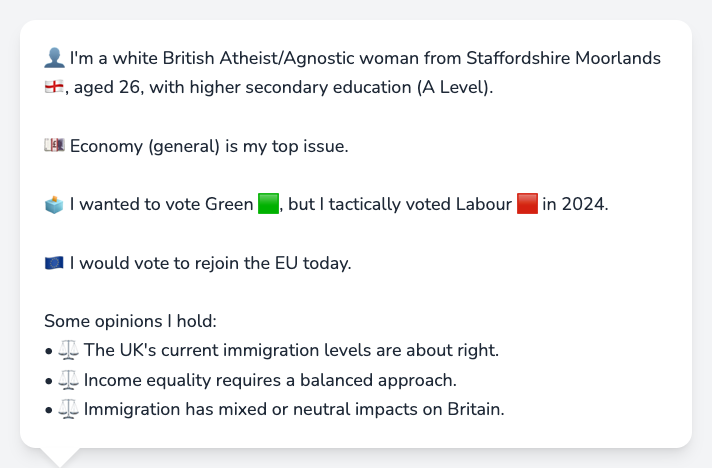 👤 I'm a white British Atheist/Agnostic woman from Staffordshire Moorlands
🏴󠁧󠁢󠁥󠁮󠁧󠁿, aged 26, with higher secondary education (A Level).
💷 Economy (general) is my top issue.
🗳️ I wanted to vote Green 🟩, but I tactically voted Labour 🟥 in 2024.
🇪🇺 I would vote to rejoin the EU today.
Some opinions I hold:
• ⚖️ The UK's current immigration levels are about right.
• ⚖️ Income equality requires a balanced approach.
• ⚖️ Immigration has mixed or neutral impacts on Britain.